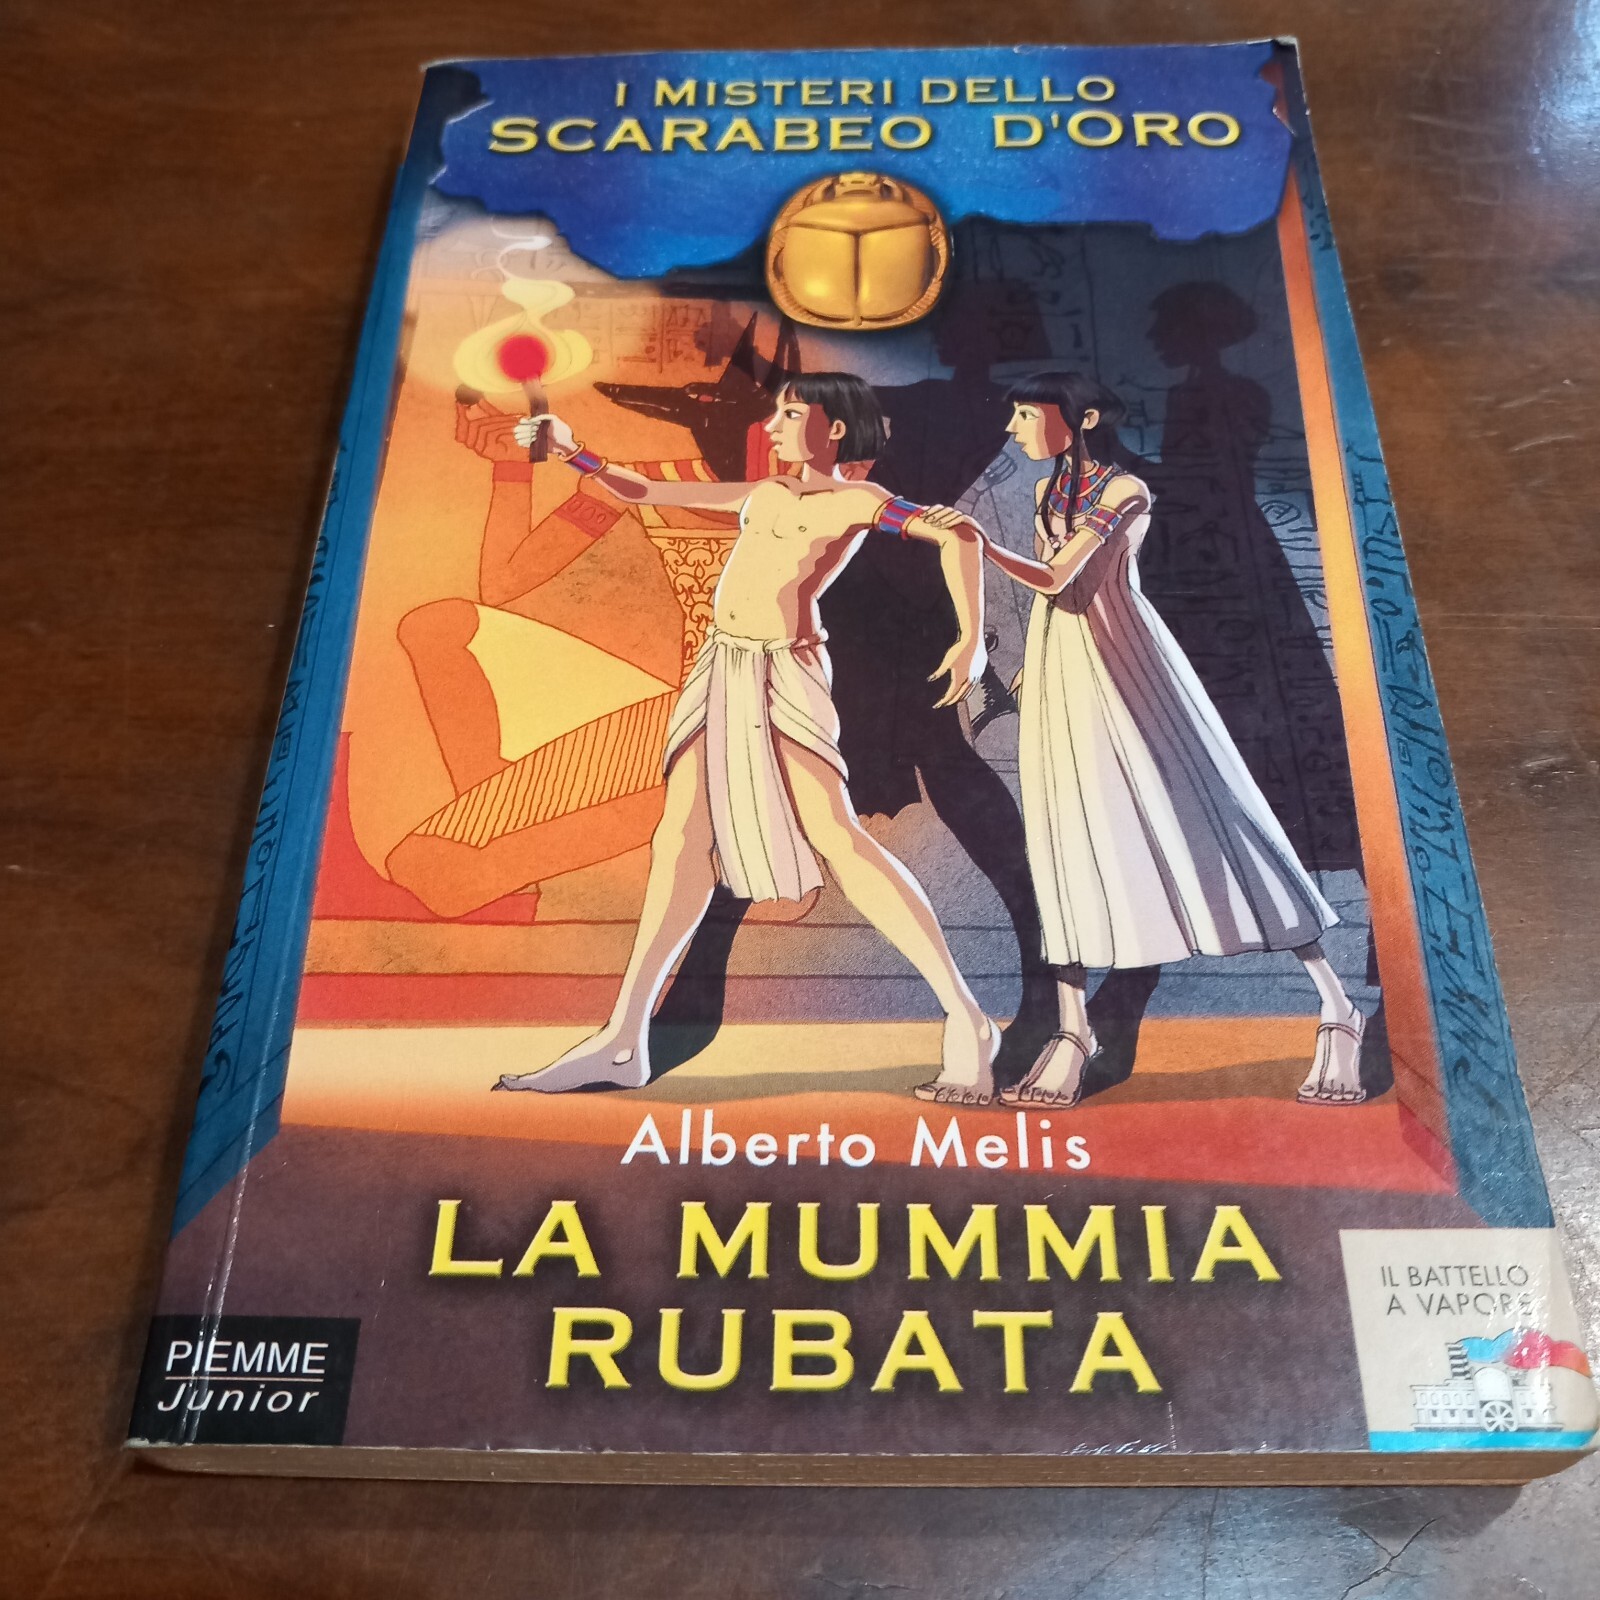 I MISTERI DELLO
SCARABEO D'ORO
Alberto Melis
LA MUMMIA
RUBATA
PIEMME
Junior
IL BATTELLO
A VAPORE